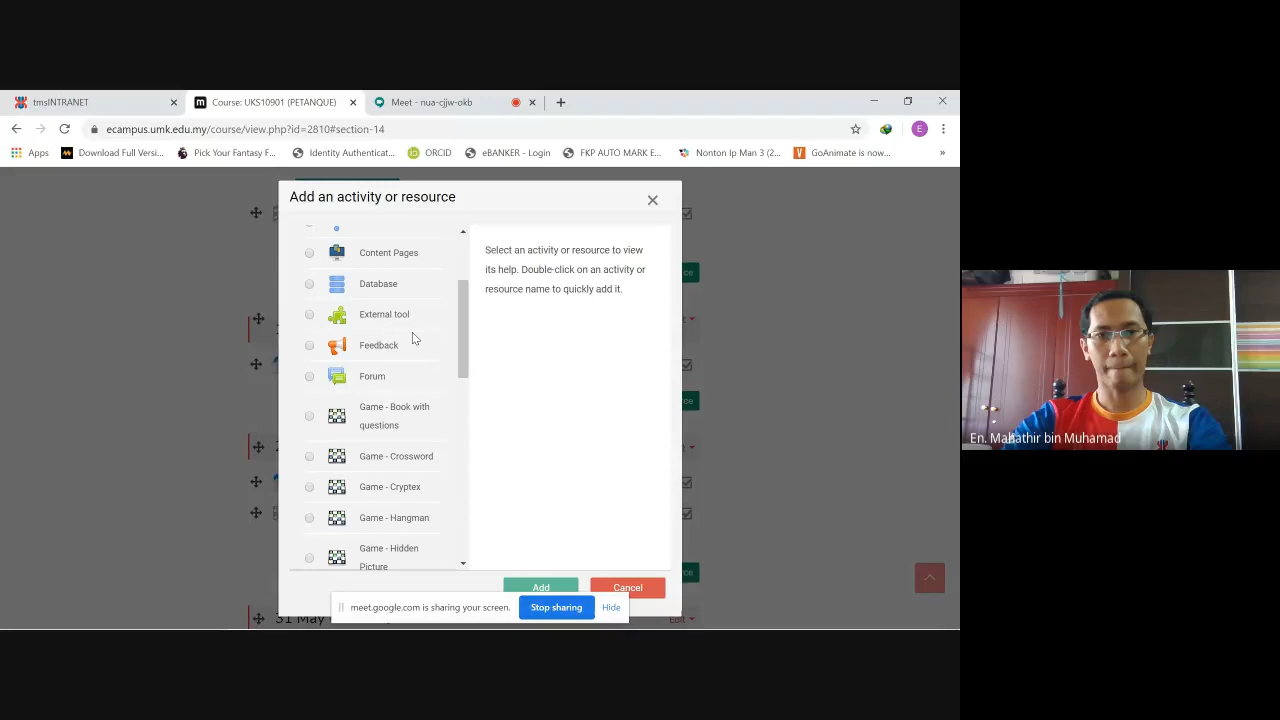 tmsINTRANET
Course: UKS10901 (PETANQUE)
Meet - nua-cjjw-okb
ecampus.umk.edu.my/course/view.php?id=2810#section-14
E
Apps
Download Full Versi...
Pick Your Fantasy F...
Identity Authenticat...
ORCID
eBANKER - Login
FKP AUTO MARK E...
Nonton Ip Man 3 (2...
GoAnimate is now...
»
Add an activity or resource
Content Pages
Database
External tool
Feedback
Forum
Game - Book with
questions
Game - Crossword
Game - Cryptex
Game - Hangman
Game - Hidden
Picture
Select an activity or resource to view
its help. Double-click on an activity or
resource name to quickly add it.
Add
Cancel
meet.google.com is sharing your screen.
Stop sharing
Hide
31 May
Edit
En. Mahathir bin Muhamad